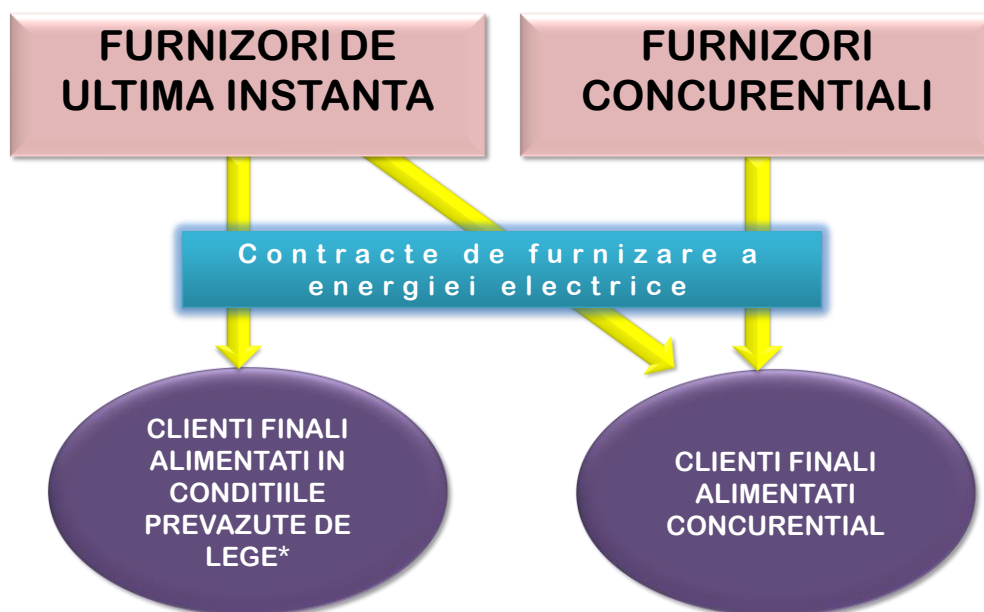 FURNIZORI DE
ULTIMA INSTANTA
FURNIZORI
CONCURENTIALI
Contracte de furnizare a
energiei electrice
CLIENTI FINALI
ALIMENTATI IN
CONDITIILE
PREVAZUTE DE
LEGE*
CLIENTI FINALI
ALIMENTATI
CONCURENTIAL